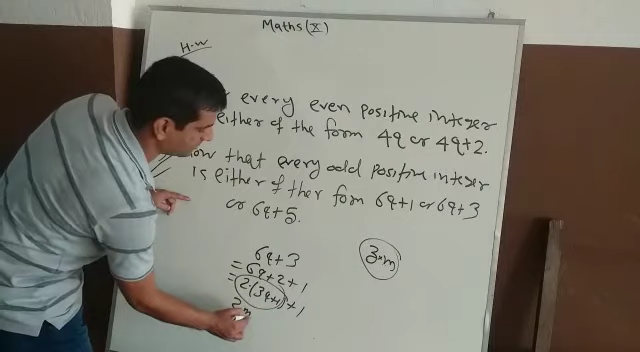 Maths (X)
H.W
every even positive integer
either of the form 4q or 4q+2.
that every odd positive integer
is either of ther form 6q+1 or 6q+3
or 6q+5.
6q+3
= 6q+2+1
= 2(3q+1)+1
3×m